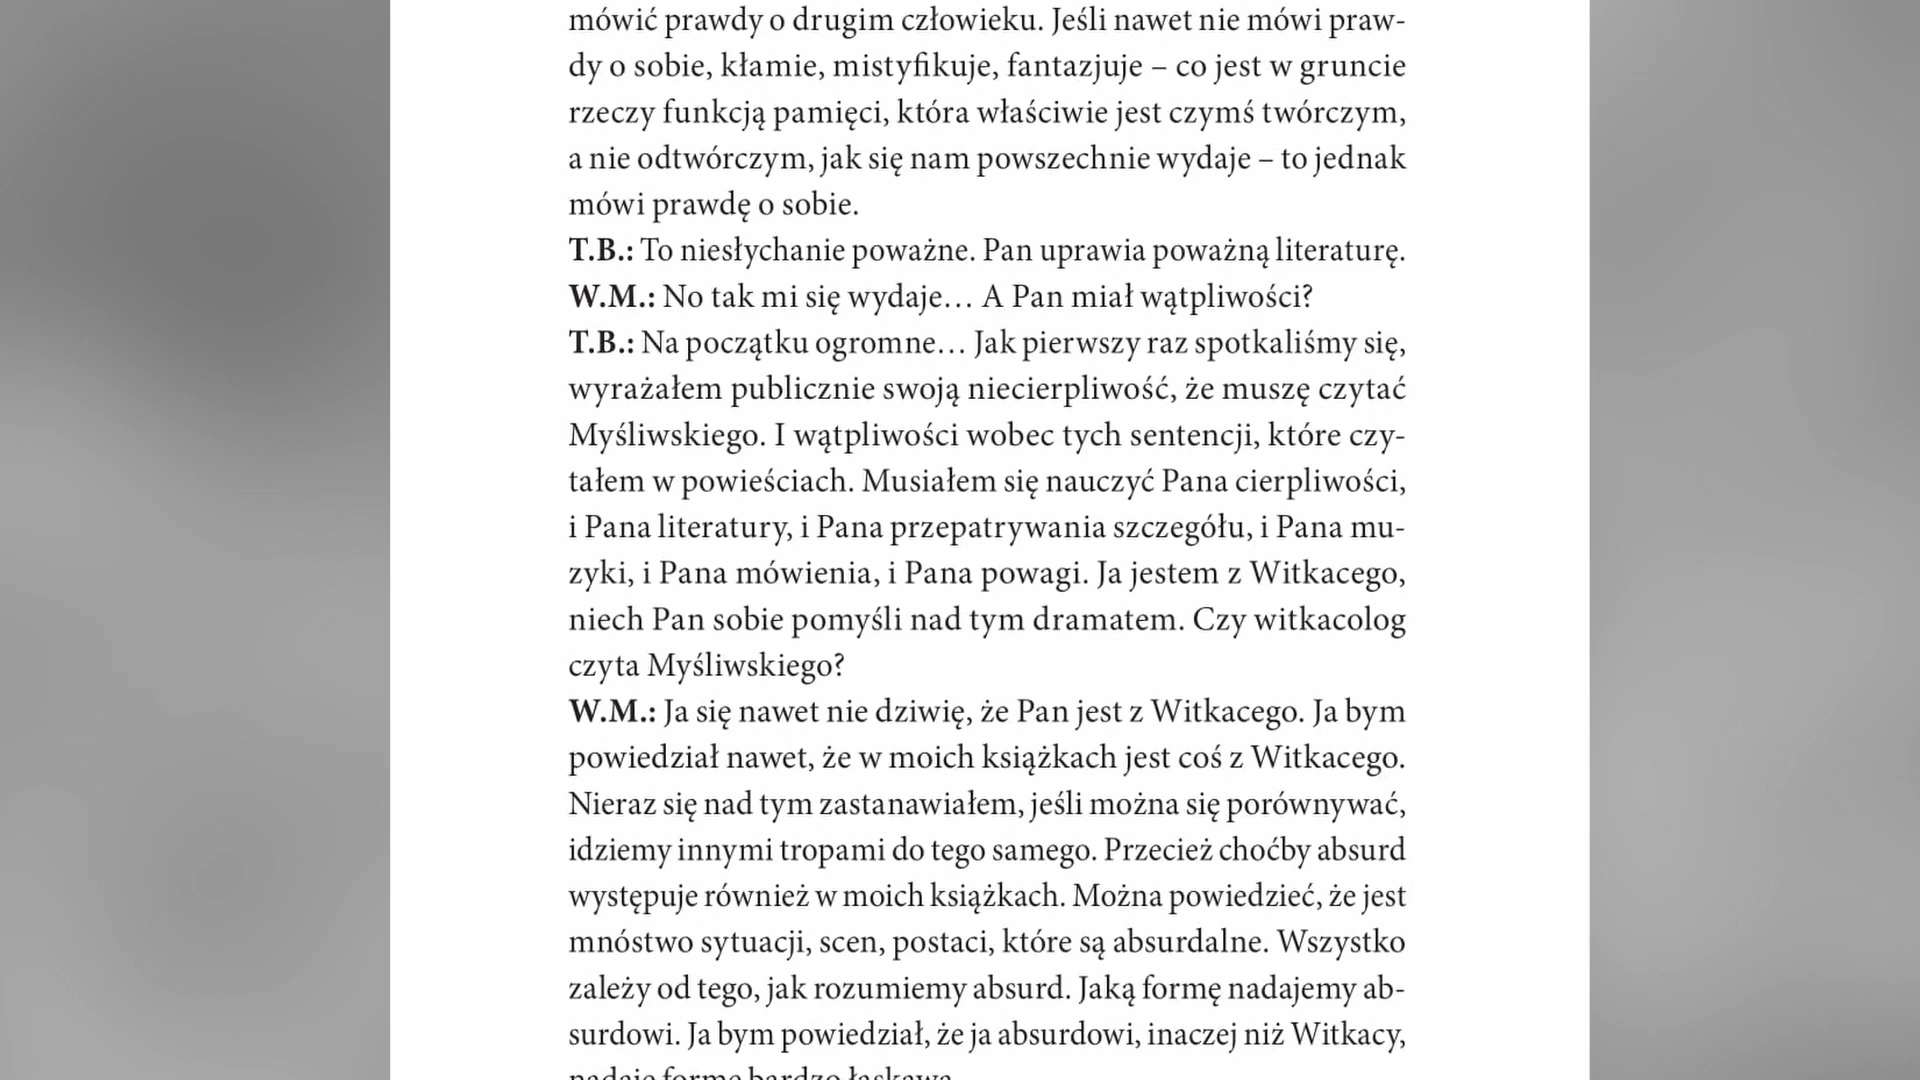 mówić prawdy o drugim człowieku. Jeśli nawet nie mówi praw-
dy o sobie, kłamie, mistyfikuje, fantazjuje – co jest w gruncie
rzeczy funkcją pamięci, która właściwie jest czymś twórczym,
a nie odtwórczym, jak się nam powszechnie wydaje – to jednak
mówi prawdę o sobie.
T.B.: To niesłychanie poważne. Pan uprawia poważną literaturę.
W.M.: No tak mi się wydaje… A Pan miał wątpliwości?
T.B.: Na początku ogromne… Jak pierwszy raz spotkaliśmy się,
wyrażałem publicznie swoją niecierpliwość, że muszę czytać
Myśliwskiego. I wątpliwości wobec tych sentencji, które czy-
tałem w powieściach. Musiałem się nauczyć Pana cierpliwości,
i Pana literatury, i Pana przepatrywania szczegółu, i Pana mu-
zyki, i Pana mówienia, i Pana powagi. Ja jestem z Witkacego,
niech Pan sobie pomyśli nad tym dramatem. Czy witkacolog
czyta Myśliwskiego?
W.M.: Ja się nawet nie dziwię, że Pan jest z Witkacego. Ja bym
powiedział nawet, że w moich książkach jest coś z Witkacego.
Nieraz się nad tym zastanawiałem, jeśli można się porównywać,
idziemy innymi tropami do tego samego. Przecież choćby absurd
występuje również w moich książkach. Można powiedzieć, że jest
mnóstwo sytuacji, scen, postaci, które są absurdalne. Wszystko
zależy od tego, jak rozumiemy absurd. Jaką formę nadajemy ab-
surdowi. Ja bym powiedział, że ja absurdowi, inaczej niż Witkacy,
nadaję formę bardzo łaskawą.